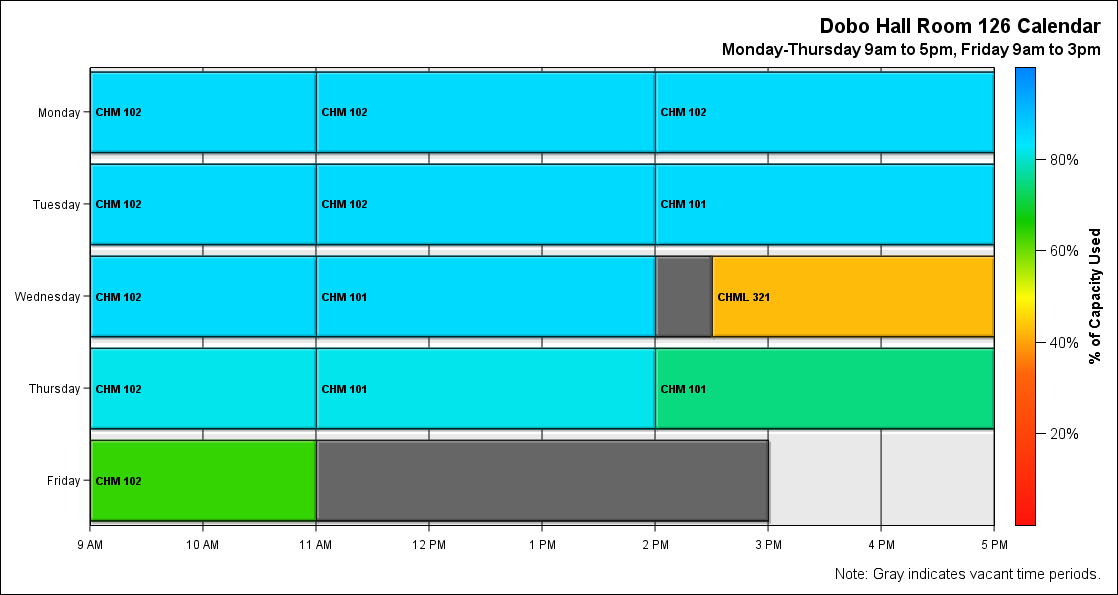 Dobo Hall Room 126 Calendar
Monday-Thursday 9am to 5pm, Friday 9am to 3pm
Monday CHM 102 CHM 102 CHM 102
Tuesday CHM 102 CHM 102 CHM 101
Wednesday CHM 102 CHM 101 CHML 321
Thursday CHM 102 CHM 101 CHM 101
Friday CHM 102
9 AM 10 AM 11 AM 12 PM 1 PM 2 PM 3 PM 4 PM 5 PM
80%
60%
40%
20%
% of Capacity Used
Note: Gray indicates vacant time periods.